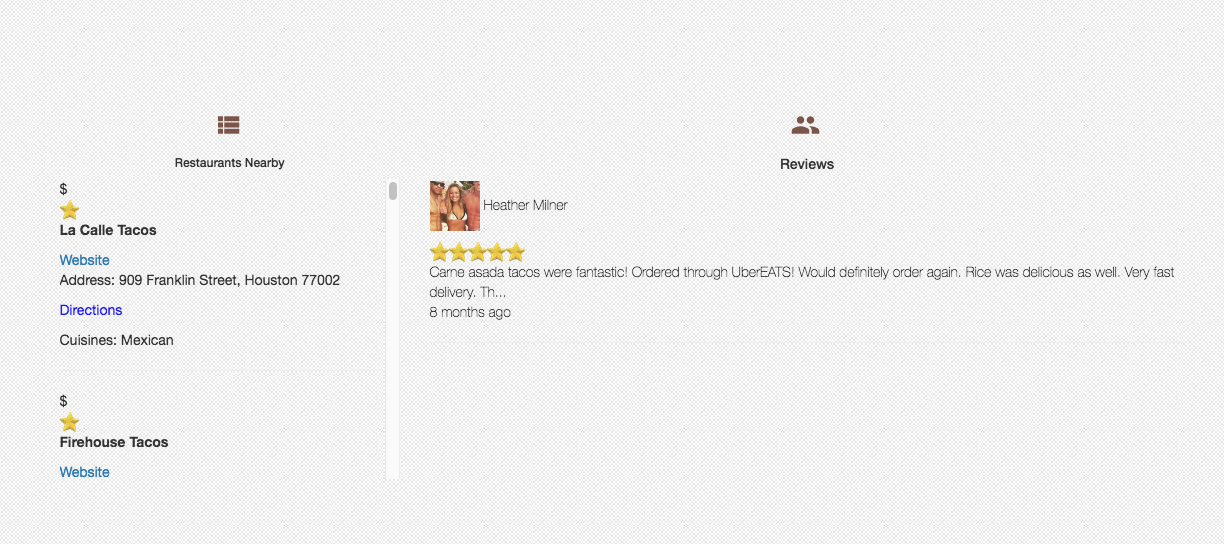 Restaurants Nearby
$
La Calle Tacos
Website
Address: 909 Franklin Street, Houston 77002
Directions
Cuisines: Mexican
$
Firehouse Tacos
Website
Reviews
Heather Milner
Carne asada tacos were fantastic! Ordered through UberEATS! Would definitely order again. Rice was delicious as well. Very fast
delivery. Th...
8 months ago